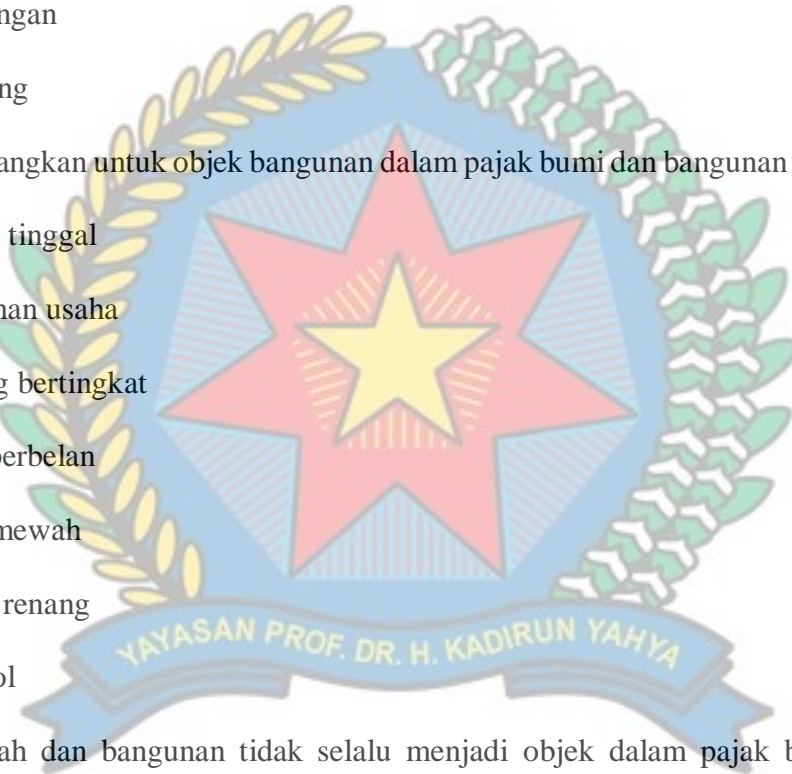 ngan
ng
angkan untuk objek bangunan dalam pajak bumi dan bangunan
tinggal
nan usaha
g bertingkat
perbelan
mewah
renang
ol
ah dan bangunan tidak selalu menjadi objek dalam pajak b
YAYASAN PROF. DR. H. KADIRUN YAHYA